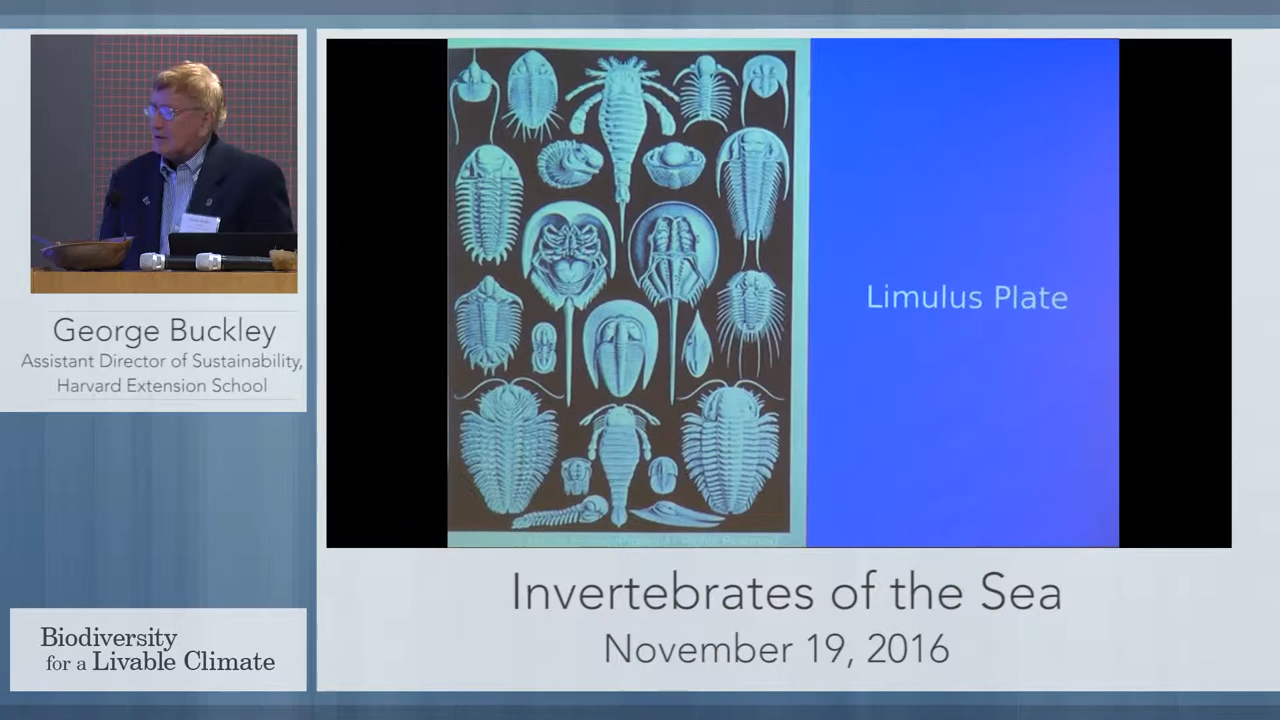 Limulus Plate
George Buckley
Assistant Director of Sustainability,
Harvard Extension School
Invertebrates of the Sea
November 19, 2016
Biodiversity
for a Livable Climate